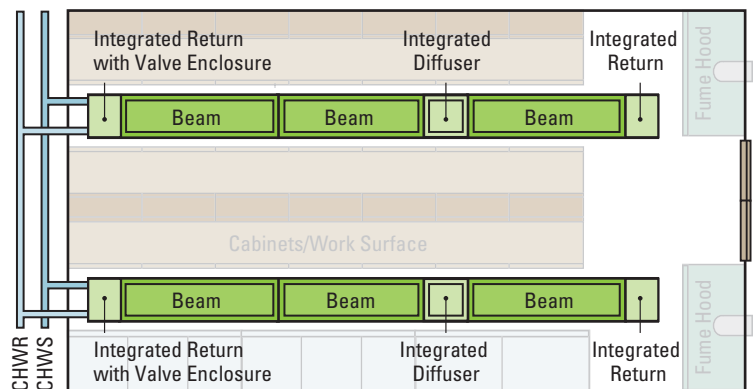 Integrated Return
with Valve Enclosure
Integrated
Diffuser
Integrated
Return
Fume Hood
Beam
Beam
Beam
Cabinets/Work Surface
Beam
Beam
Beam
Fume Hood
Integrated Return
with Valve Enclosure
Integrated
Diffuser
Integrated
Return
CHWR
CHWS